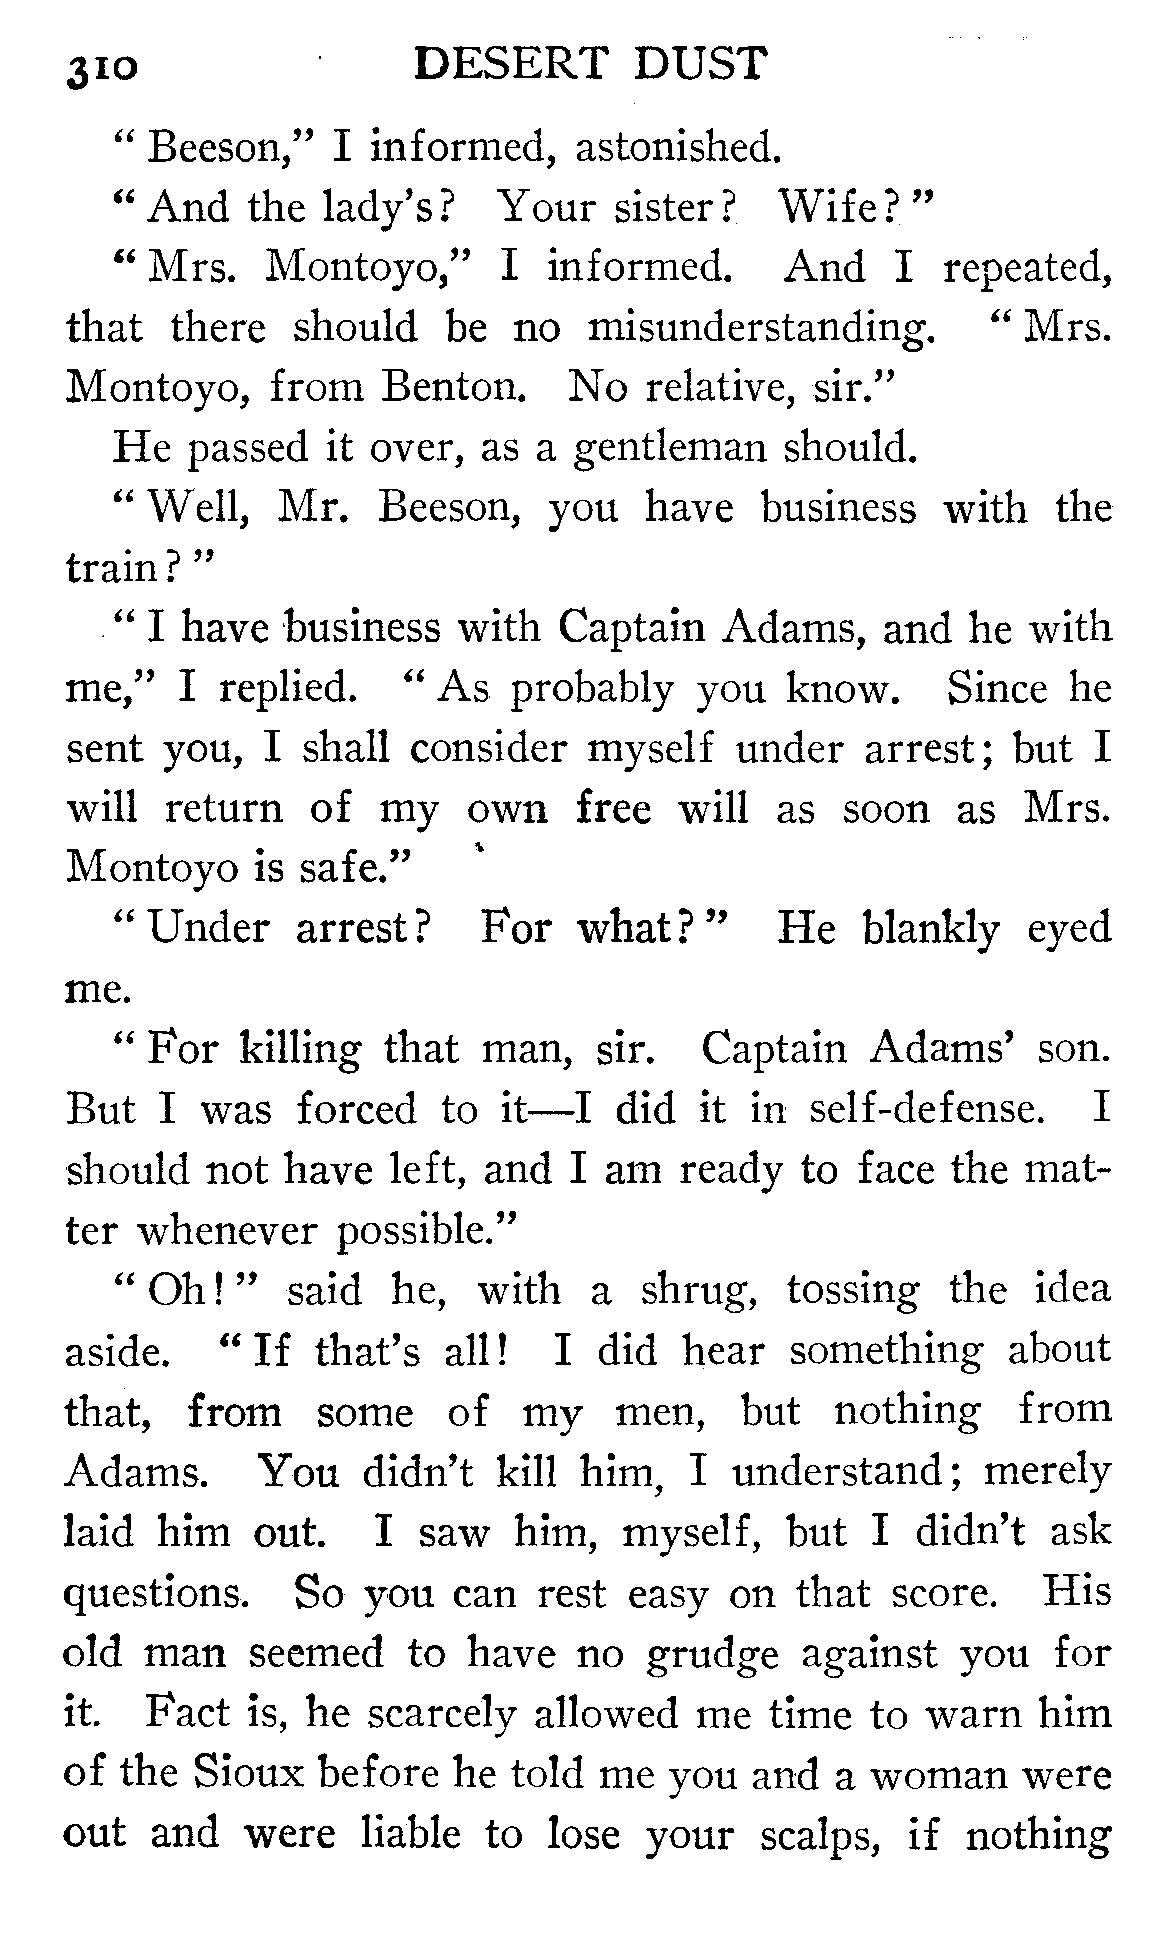 310 DESERT DUST
“ Beeson,” I informed, astonished.
“ And the lady’s? Your sister? Wife? ”
“ Mrs. Montoyo,” I informed. And I repeated,
that there should be no misunderstanding. “ Mrs.
Montoyo, from Benton. No relative, sir.”
He passed it over, as a gentleman should.
“ Well, Mr. Beeson, you have business with the
train? ”
“ I have business with Captain Adams, and he with
me,” I replied. “ As probably you know. Since he
sent you, I shall consider myself under arrest; but I
will return of my own free will as soon as Mrs.
Montoyo is safe.”
“ Under arrest? For what? ” He blankly eyed
me.
“ For killing that man, sir. Captain Adams’ son.
But I was forced to it—I did it in self-defense. I
should not have left, and I am ready to face the mat-
ter whenever possible.”
“ Oh! ” said he, with a shrug, tossing the idea
aside. “ If that’s all! I did hear something about
that, from some of my men, but nothing from
Adams. You didn’t kill him, I understand; merely
laid him out. I saw him, myself, but I didn’t ask
questions. So you can rest easy on that score. His
old man seemed to have no grudge against you for
it. Fact is, he scarcely allowed me time to warn him
of the Sioux before he told me you and a woman were
out and were liable to lose your scalps, if nothing